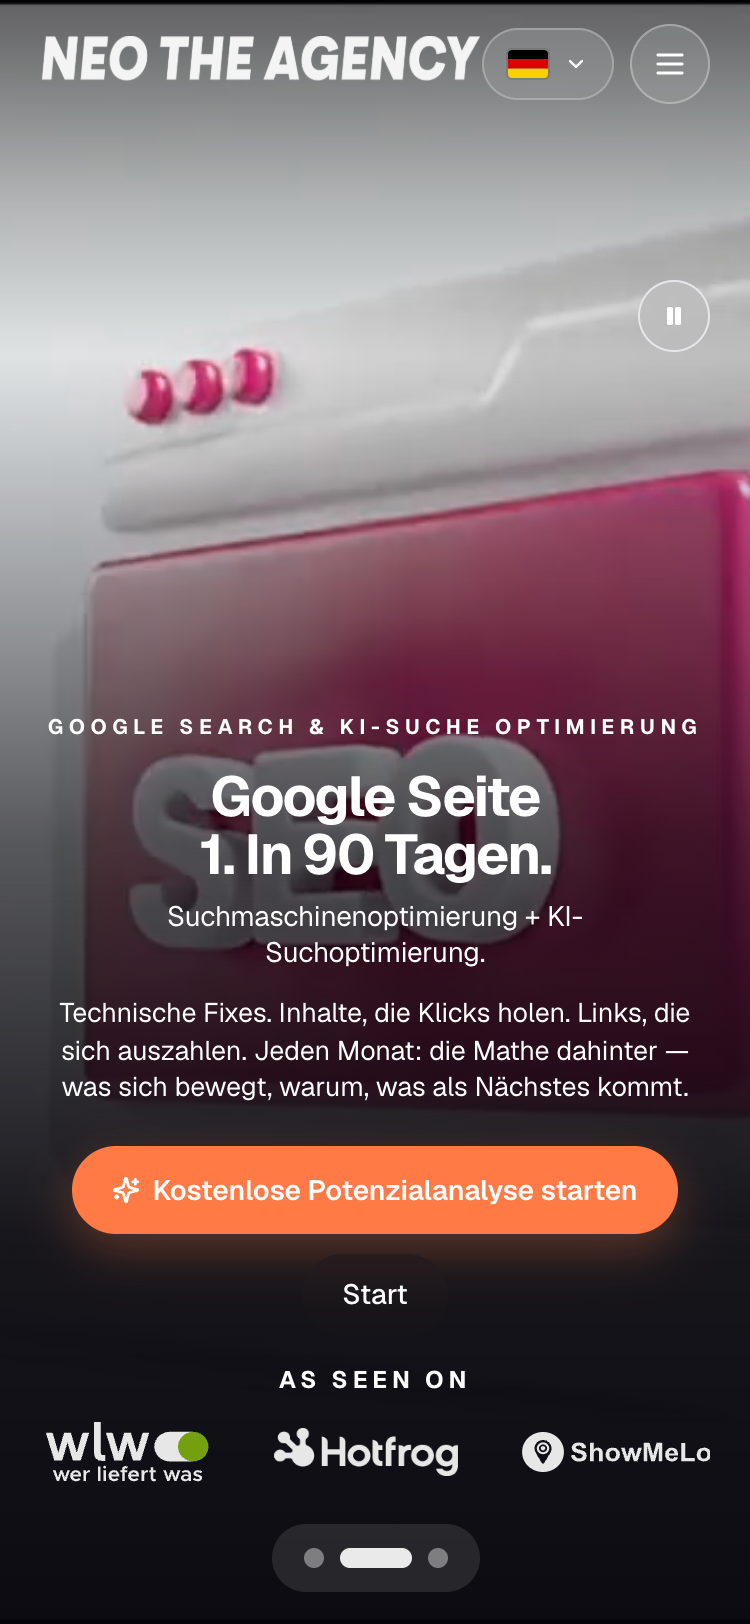 NEO THE AGENCY
GOOGLE SEARCH & KI-SUCHE OPTIMIERUNG
SEO
Google Seite
1. In 90 Tagen.
Suchmaschinenoptimierung + KI-
Suchoptimierung.
Technische Fixes. Inhalte, die Klicks holen. Links, die
sich auszahlen. Jeden Monat: die Mathe dahinter —
was sich bewegt, warum, was als Nächstes kommt.
Kostenlose Potenzialanalyse starten
Start
AS SEEN ON
wlw
wer liefert was
Hotfrog
ShowMeLo